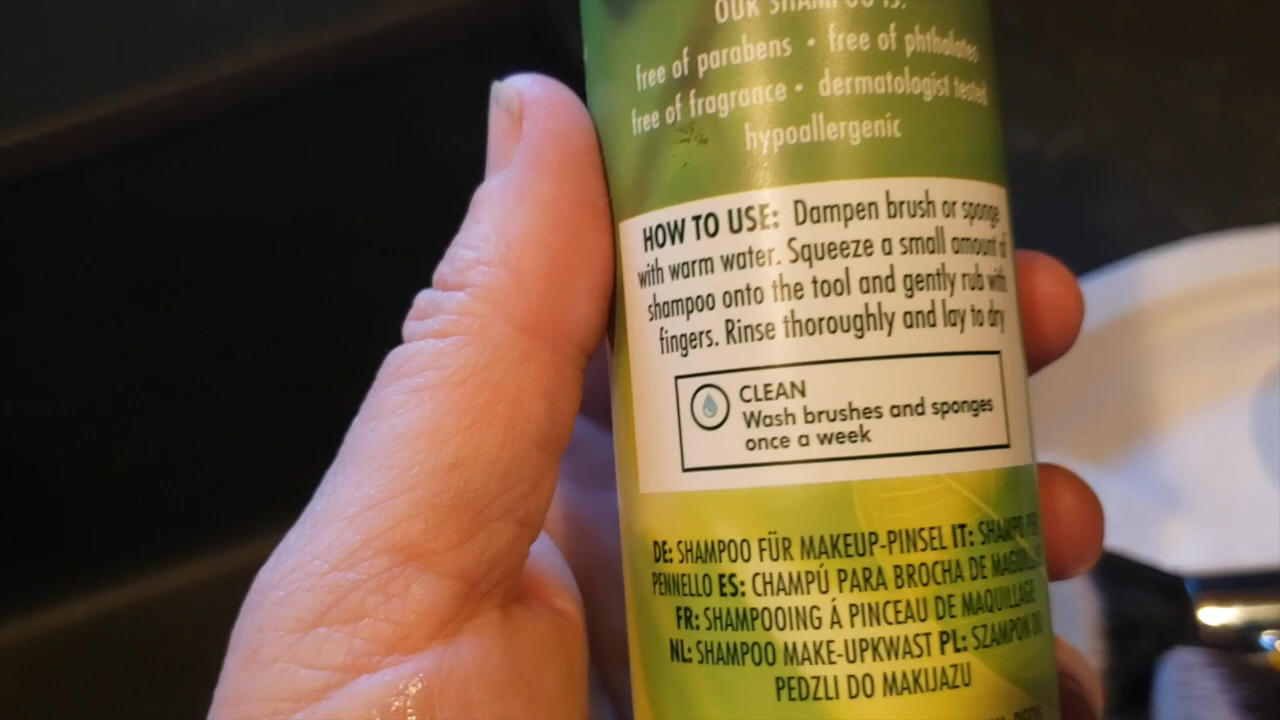 OUR SHAMPOO IS:
free of parabens • free of phthalates
free of fragrance • dermatologist tested
hypoallergenic
HOW TO USE: Dampen brush or sponge
with warm water. Squeeze a small amount of
shampoo onto the tool and gently rub with
fingers. Rinse thoroughly and lay to dry
CLEAN
Wash brushes and sponges
once a week
DE: SHAMPOO FÜR MAKEUP-PINSEL IT: SHAMPO PER
PENNELLO ES: CHAMPÚ PARA BROCHA DE MAQUILLAJE
FR: SHAMPOOING Á PINCEAU DE MAQUILLAGE
NL: SHAMPOO MAKE-UPKWAST PL: SZAMPON DO
PEDZLI DO MAKIJAZU